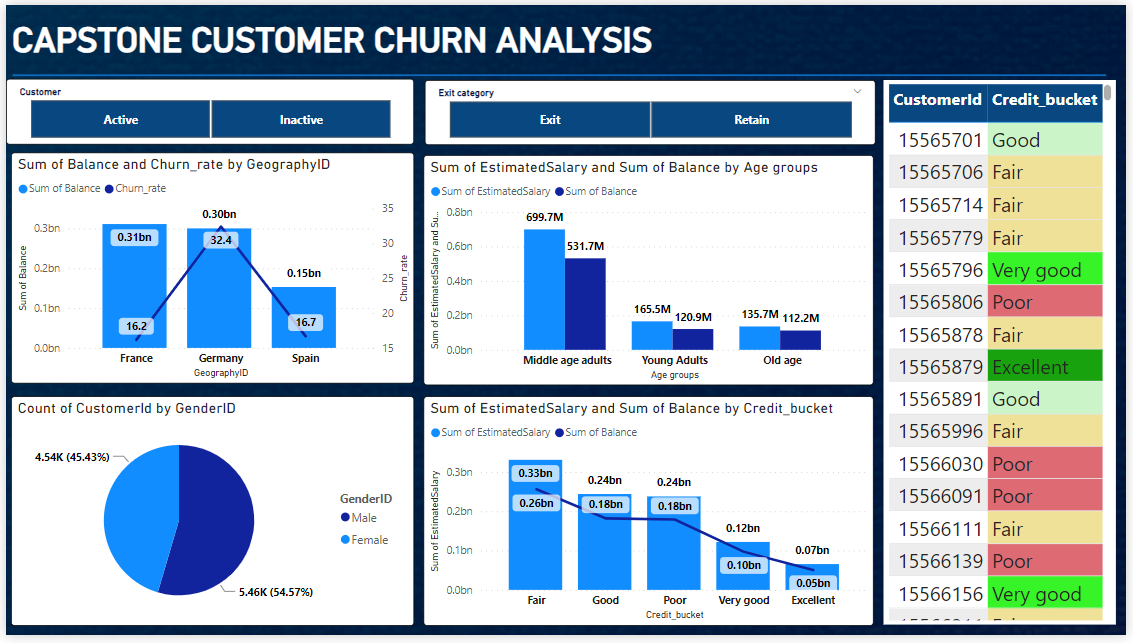 CAPSTONE CUSTOMER CHURN ANALYSIS
Customer
Active Inactive
Exit category
Exit Retain
Sum of Balance and Churn_rate by GeographyID
Sum of Balance Churn_rate
Sum of Balance
0.3bn
0.2bn
0.1bn
0.0bn
0.31bn
0.30bn
0.15bn
16.2
32.4
16.7
35
30
25
20
15
Churn_rate
France Germany Spain
GeographyID
Sum of EstimatedSalary and Sum of Balance by Age groups
Sum of EstimatedSalary Sum of Balance
Sum of EstimatedSalary and Su...
0.8bn
0.6bn
0.4bn
0.2bn
0.0bn
699.7M
531.7M
165.5M
120.9M
135.7M
112.2M
Middle age adults Young Adults Old age
Age groups
Count of CustomerId by GenderID
4.54K (45.43%)
5.46K (54.57%)
GenderID
Male
Female
Sum of EstimatedSalary and Sum of Balance by Credit_bucket
Sum of EstimatedSalary Sum of Balance
Sum of EstimatedSalary
0.3bn
0.2bn
0.1bn
0.0bn
0.33bn
0.26bn
0.24bn
0.18bn
0.24bn
0.18bn
0.12bn
0.10bn
0.07bn
0.05bn
Fair Good Poor Very good Excellent
Credit_bucket
CustomerId Credit_bucket
15565701 Good
15565706 Fair
15565714 Fair
15565779 Fair
15565796 Very good
15565806 Poor
15565878 Fair
15565879 Excellent
15565891 Good
15565996 Fair
15566030 Poor
15566091 Poor
15566111 Fair
15566139 Poor
15566156 Very good